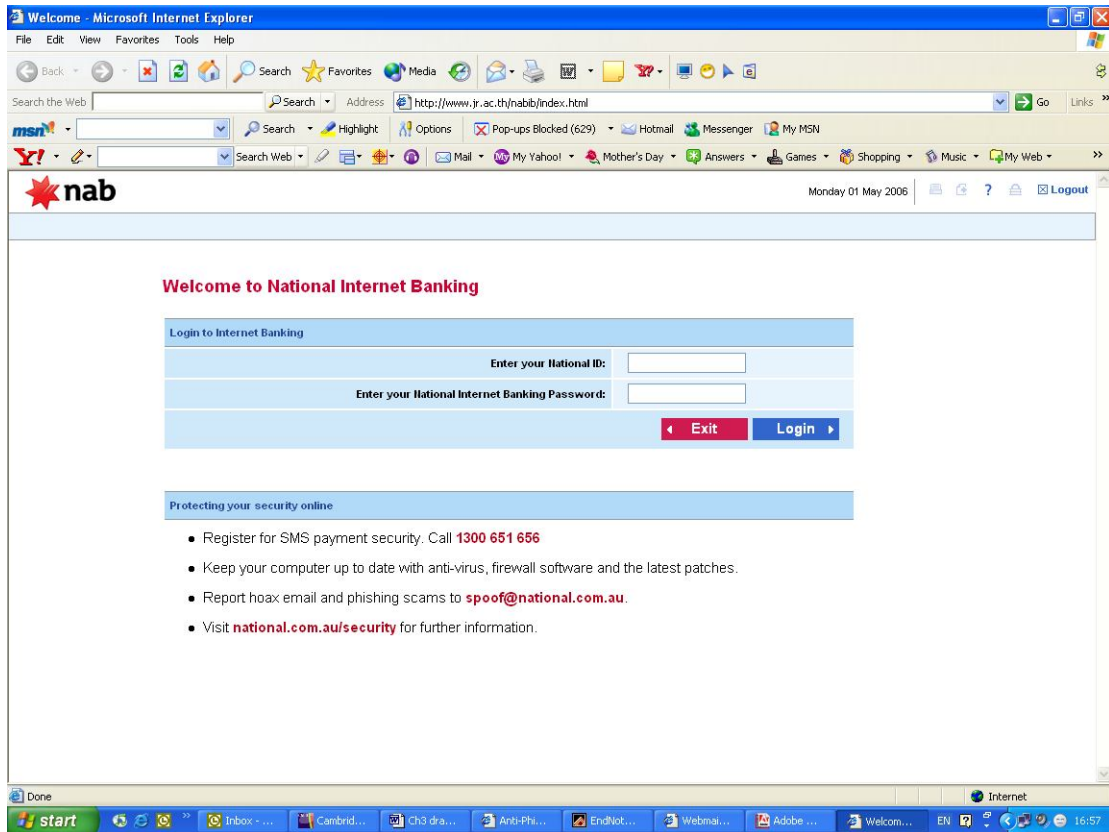 Welcome - Microsoft Internet Explorer
File Edit View Favorites Tools Help
Back Search Favorites Media
Search the Web Search Address http://www.jr.ac.th/nabib/index.html Go Links »
msn Search Highlight Options Pop-ups Blocked (629) Hotmail Messenger My MSN
Y! Search Web Mail My Yahoo! Mother's Day Answers Games Shopping Music My Web »
nab Monday 01 May 2006 ? Logout
Welcome to National Internet Banking
Login to Internet Banking
Enter your National ID:
Enter your National Internet Banking Password:
Exit Login
Protecting your security online
• Register for SMS payment security. Call 1300 651 656
• Keep your computer up to date with anti-virus, firewall software and the latest patches.
• Report hoax email and phishing scams to spoof@national.com.au.
• Visit national.com.au/security for further information.
Done Internet
start » Inbox - ... Cambrid... Ch3 dra... Anti-Phi... EndNot... Webmai... Adobe ... Welcom... EN 16:57